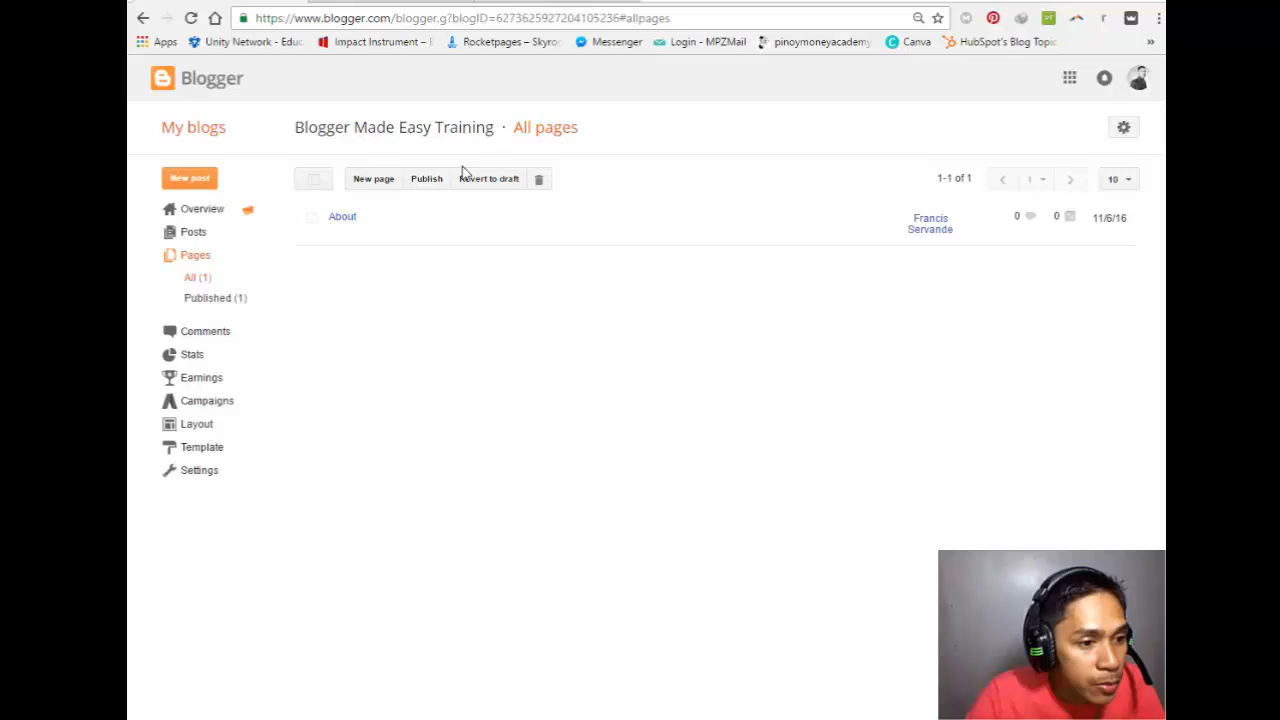 https://www.blogger.com/blogger.g?blogID=6273625927204105236#allpages
Apps Unity Network - Educ Impact Instrument – I Rocketpages – Skyroc Messenger Login - MPZMail pinoymoneyacademy Canva HubSpot's Blog Topic »
Blogger
My blogs Blogger Made Easy Training · All pages
New post New page Publish Revert to draft 1-1 of 1 1 10
Overview
About Francis Servande 0 0 11/6/16
Posts
Pages
All (1)
Published (1)
Comments
Stats
Earnings
Campaigns
Layout
Template
Settings